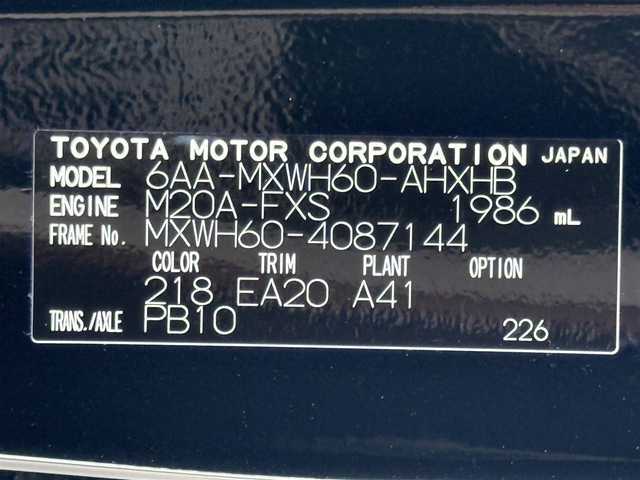 TOYOTA MOTOR CORPORATION JAPAN
MODEL 6AA-MXWH60-AHXHB
ENGINE M20A-FXS 1986 mL
FRAME No. MXWH60-4087144
COLOR TRIM PLANT OPTION
218 EA20 A41
TRANS./AXLE PB10 226